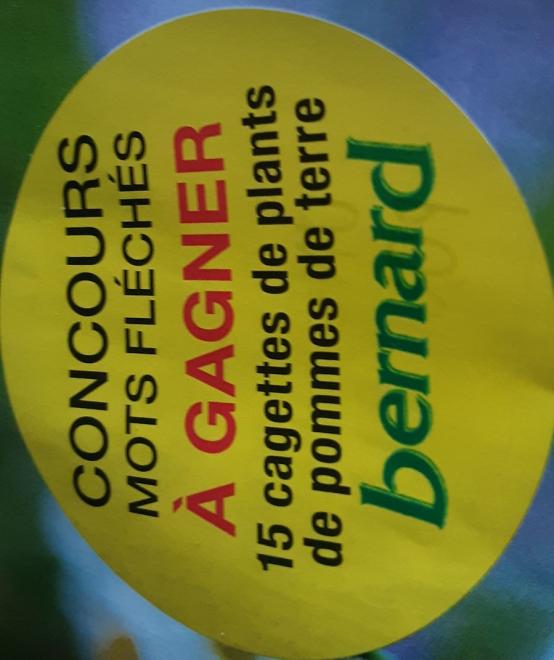 CONCOURS
MOTS FLÉCHÉS
À GAGNER
15 cagettes de plants
de pommes de terre
bernard